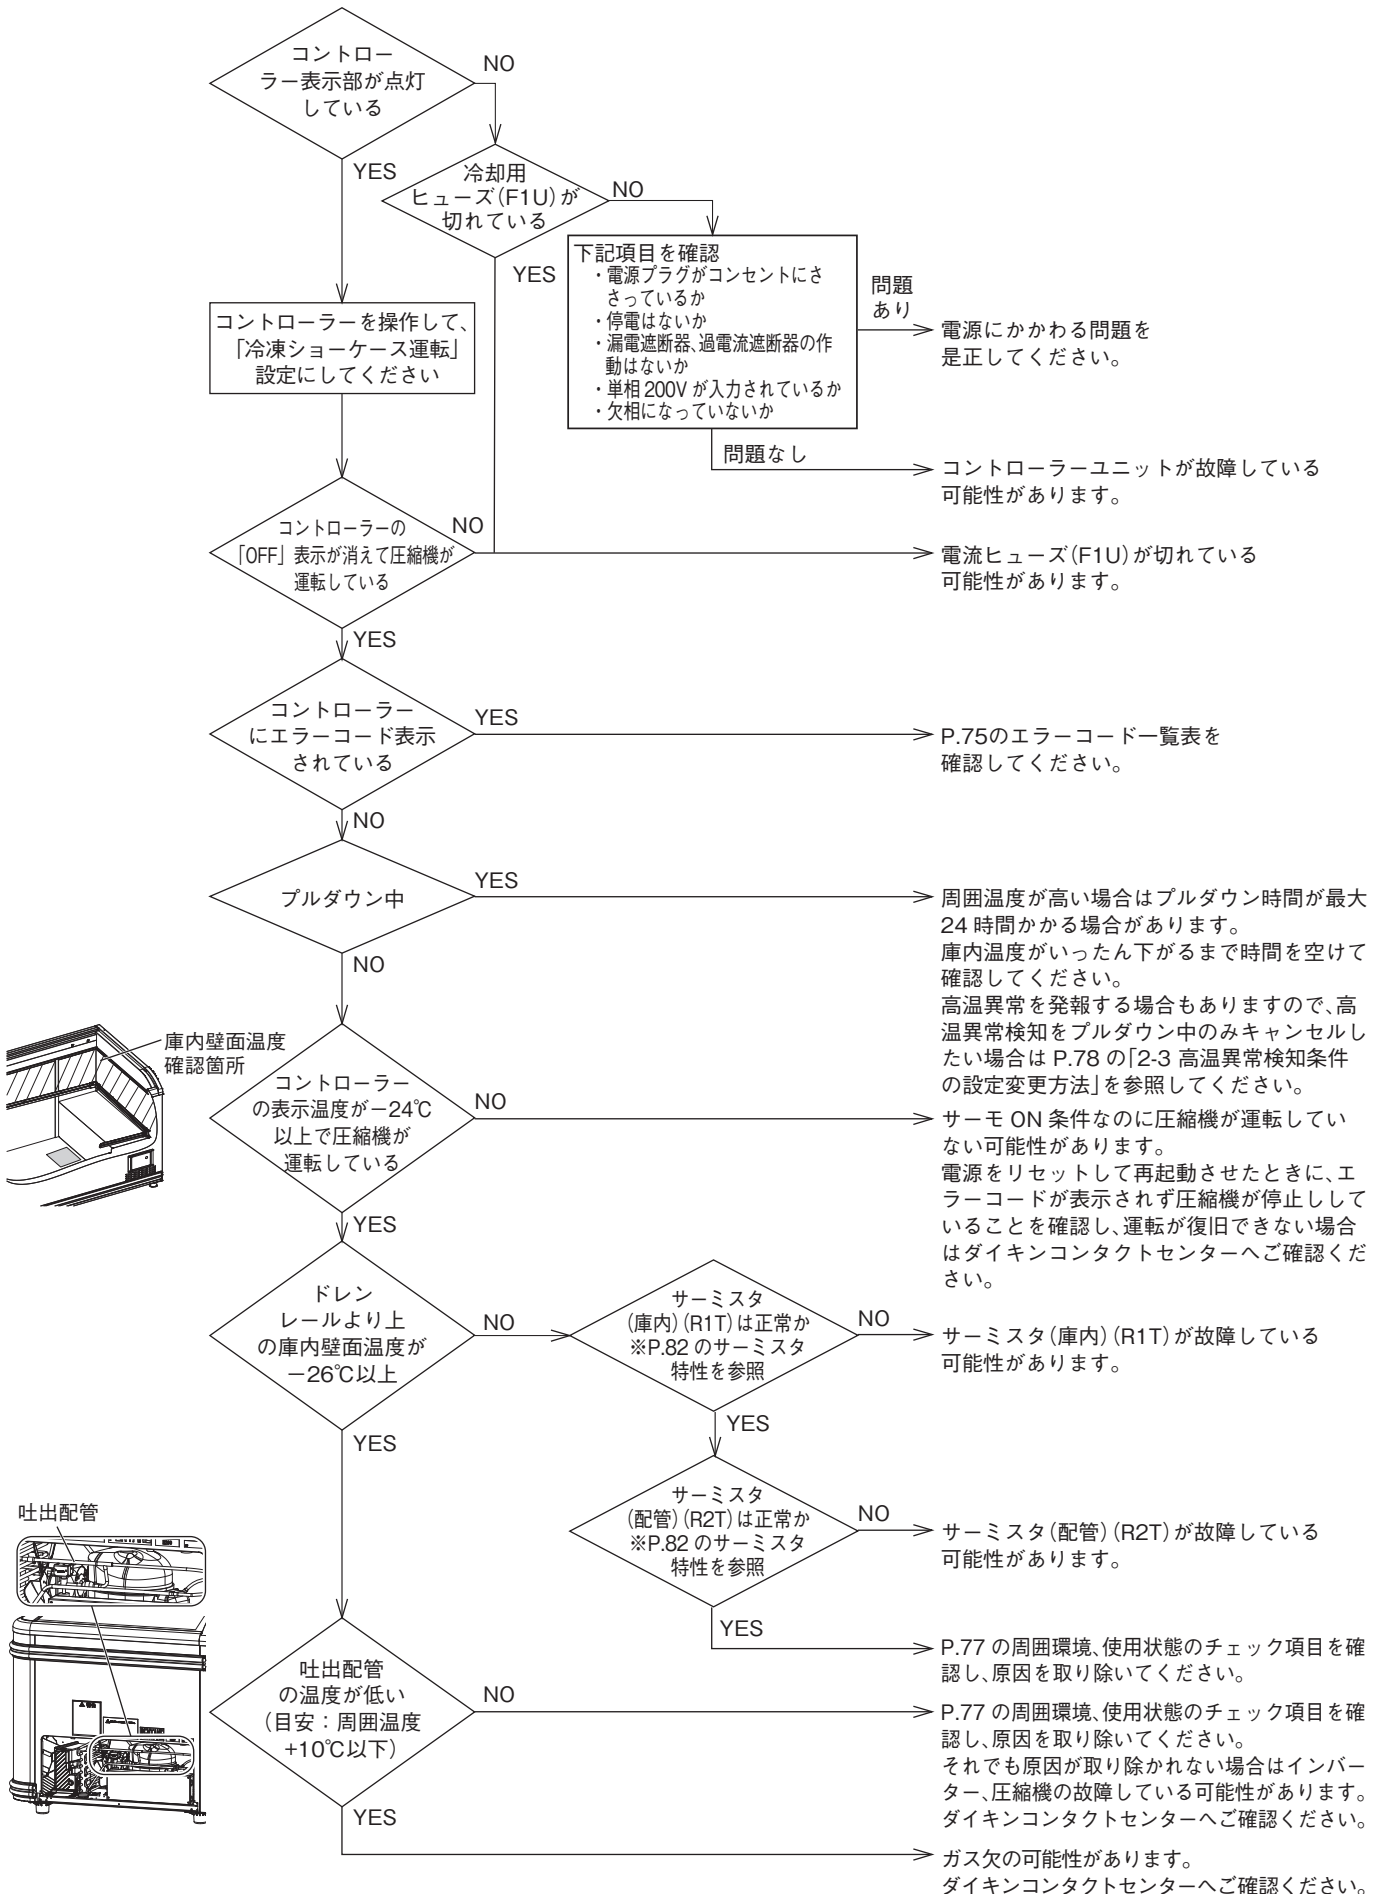 コントロー
ラー表示部が点灯
している
NO
YES
冷却用
ヒューズ(F1U)が
切れている
NO
YES
下記項目を確認
・電源プラグがコンセントにさ
さっているか
・停電はないか
・漏電遮断器、過電流遮断器の作
動はないか
・単相200Vが入力されているか
・欠相になっていないか
問題
あり
電源にかかわる問題を
是正してください。
問題なし
コントローラーユニットが故障している
可能性があります。
コントローラーを操作して、
「冷凍ショーケース運転」
設定にしてください
コントローラーの
「OFF」表示が消えて圧縮機が
運転している
NO
電流ヒューズ(F1U)が切れている
可能性があります。
YES
コントローラー
にエラーコード表示
されている
YES
P.75のエラーコード一覧表を
確認してください。
NO
プルダウン中
YES
周囲温度が高い場合はプルダウン時間が最大
24時間かかる場合があります。
庫内温度がいったん下がるまで時間を空けて
確認してください。
高温異常を発報する場合もありますので、高
温異常検知をプルダウン中のみキャンセルし
たい場合はP.78の「2-3 高温異常検知条件
の設定変更方法」を参照してください。
NO
庫内壁面温度
確認箇所
コントローラー
の表示温度が－24℃
以上で圧縮機が
運転している
NO
サーモON条件なのに圧縮機が運転してい
ない可能性があります。
電源をリセットして再起動させたときに、エ
ラーコードが表示されず圧縮機が停止しして
いることを確認し、運転が復旧できない場合
はダイキンコンタクトセンターへご確認くだ
さい。
YES
ドレン
レールより上
の庫内壁面温度が
－26℃以上
NO
サーミスタ
(庫内)(R1T)は正常か
※P.82のサーミスタ
特性を参照
NO
サーミスタ(庫内)(R1T)が故障している
可能性があります。
YES
YES
サーミスタ
(配管)(R2T)は正常か
※P.82のサーミスタ
特性を参照
NO
サーミスタ(配管)(R2T)が故障している
可能性があります。
YES
P.77の周囲環境、使用状態のチェック項目を確
認し、原因を取り除いてください。
吐出配管
吐出配管
の温度が低い
(目安：周囲温度
+10℃以下)
NO
P.77の周囲環境、使用状態のチェック項目を確
認し、原因を取り除いてください。
それでも原因が取り除かれない場合はインバー
ター、圧縮機の故障している可能性があります。
ダイキンコンタクトセンターへご確認ください。
YES
ガス欠の可能性があります。
ダイキンコンタクトセンターへご確認ください。